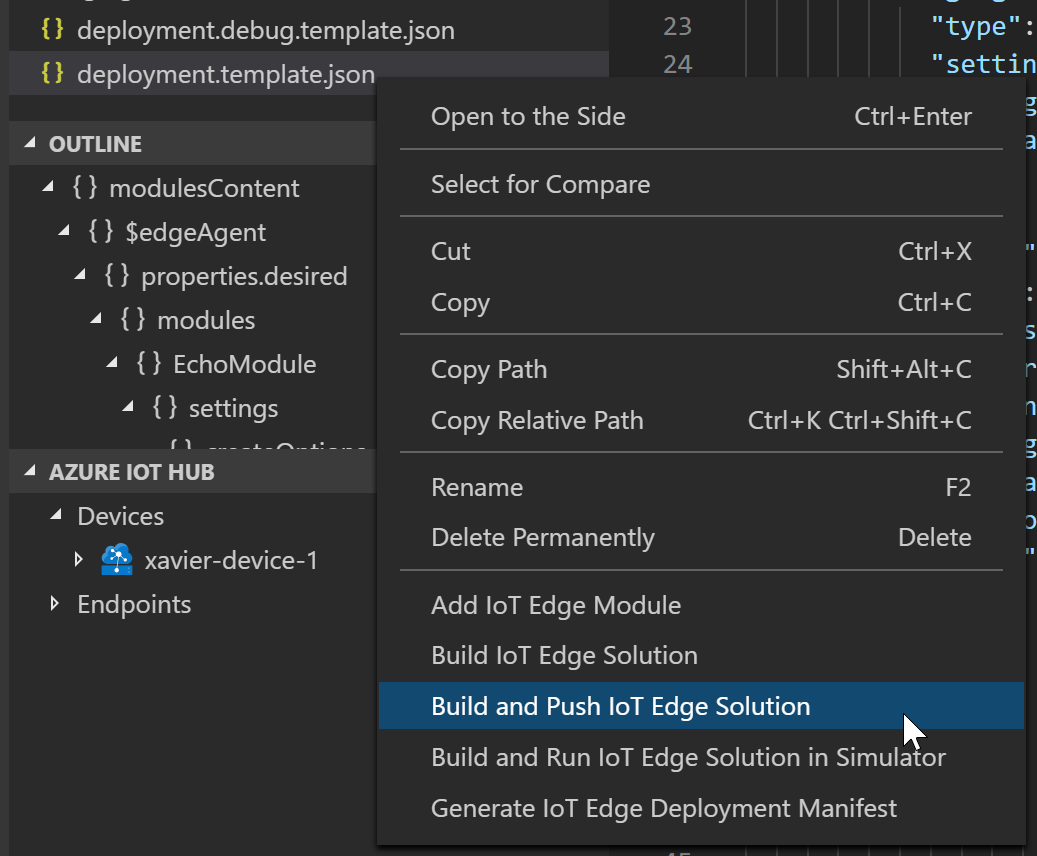 deployment.debug.template.json
23
"type":
deployment.template.json
24
"settin
Open to the Side Ctrl+Enter
OUTLINE
Select for Compare
modulesContent
$edgeAgent
Cut Ctrl+X
properties.desired
Copy Ctrl+C
modules
EchoModule
Copy Path Shift+Alt+C
settings
Copy Relative Path Ctrl+K Ctrl+Shift+C
createOptions
AZURE IOT HUB
Rename F2
Devices
Delete Permanently Delete
xavier-device-1
Endpoints
Add IoT Edge Module
Build IoT Edge Solution
Build and Push IoT Edge Solution
Build and Run IoT Edge Solution in Simulator
Generate IoT Edge Deployment Manifest